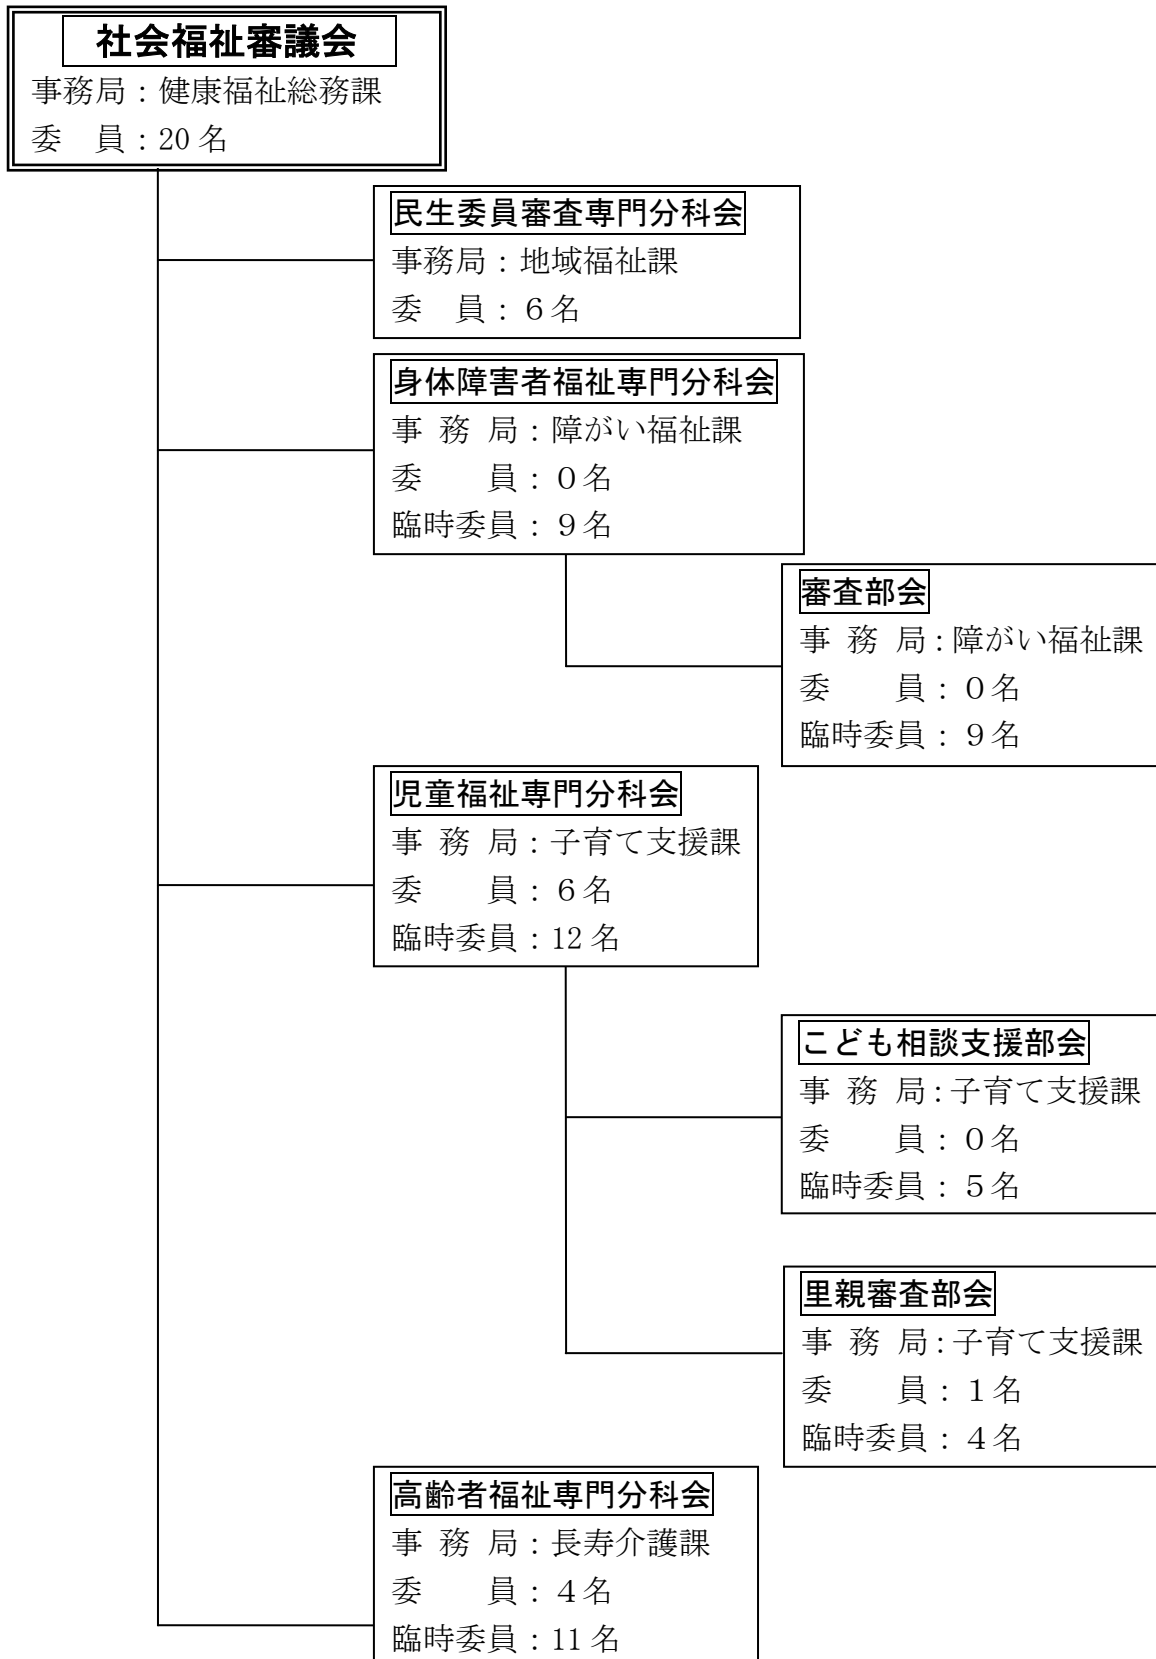 社会福祉審議会
事務局：健康福祉総務課
委　員：20 名
民生委員審査専門分科会
事務局：地域福祉課
委　員：６名
身体障害者福祉専門分科会
事 務 局：障がい福祉課
委　　員：０名
臨時委員：９名
審査部会
事 務 局：障がい福祉課
委　　員：０名
臨時委員：９名
児童福祉専門分科会
事 務 局：子育て支援課
委　　員：６名
臨時委員：12 名
こども相談支援部会
事 務 局：子育て支援課
委　　員：０名
臨時委員：５名
里親審査部会
事 務 局：子育て支援課
委　　員：１名
臨時委員：４名
高齢者福祉専門分科会
事 務 局：長寿介護課
委　　員：４名
臨時委員：11 名